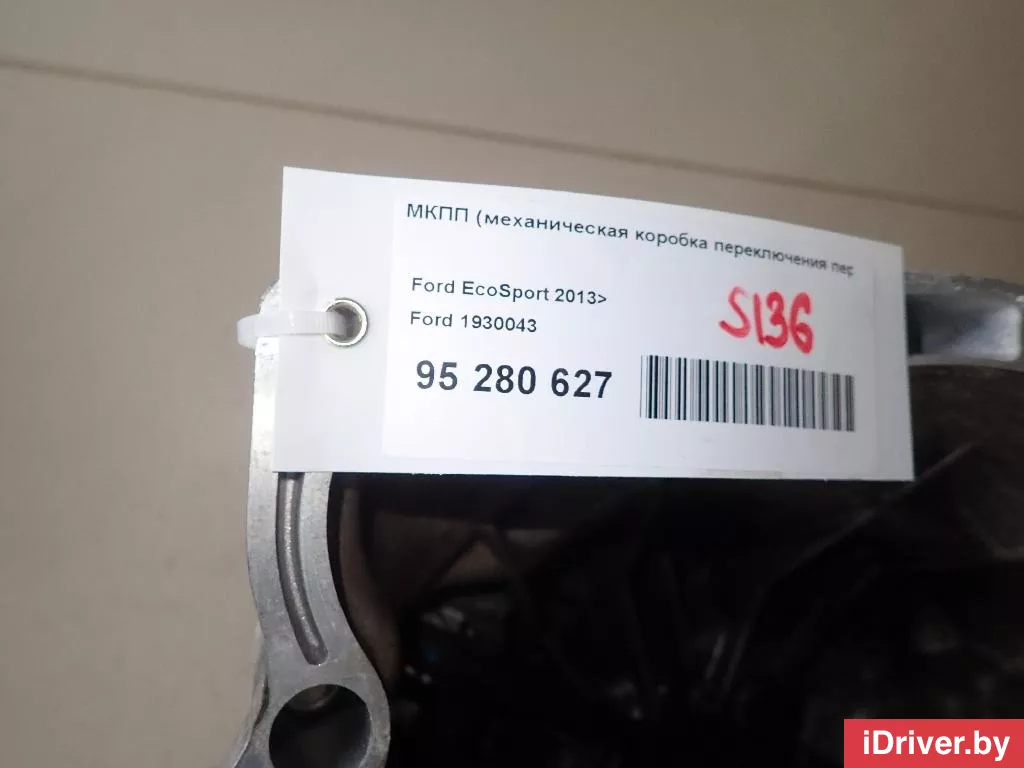 МКПП (механическая коробка переключения пер
Ford EcoSport 2013>
Ford 1930043
S136
95 280 627
iDriver.by